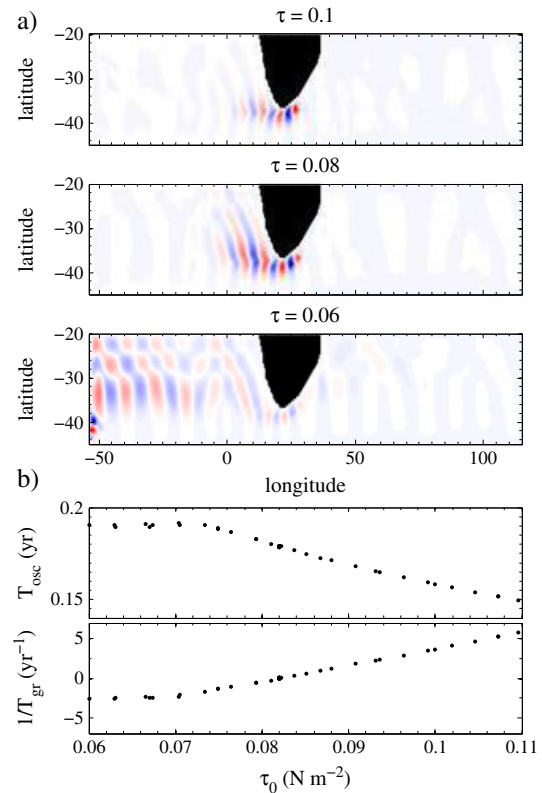 a)
τ = 0.1
−20
−30
−40
latitude
τ = 0.08
−20
−30
−40
latitude
τ = 0.06
−20
−30
−40
latitude
−50 0 50 100
longitude
b)
0.2
0.15
T_osc (yr)
5
0
−5
1/T_gr (yr⁻¹)
0.06 0.07 0.08 0.09 0.1 0.11
τ₀ (N m⁻²)